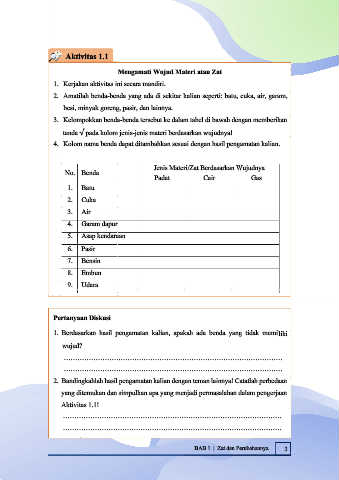 Aktivitas 1.1
Mengamati Wujud Materi atau Zat
1. Kerjakan aktivitas ini secara mandiri.
2. Amatilah benda-benda yang ada di sekitar kalian seperti: batu, cuka, air, garam,
besi, minyak goreng, pasir, dan lainnya.
3. Kelompokkan benda-benda tersebut ke dalam tabel di bawah dengan memberikan
tanda √ pada kolom jenis-jenis materi berdasarkan wujudnya!
4. Kolom nama benda dapat ditambahkan sesuai dengan hasil pengamatan kalian.
No. Benda Jenis Materi/Zat Berdasarkan Wujudnya
Padat Cair Gas
1. Batu
2. Cuka
3. Air
4. Garam dapur
5. Asap kendaraan
6. Pasir
7. Bensin
8. Embun
9. Udara
Pertanyaan Diskusi
1. Berdasarkan hasil pengamatan kalian, apakah ada benda yang tidak memiliki
wujud?
2. Bandingkahlah hasil pengamatan kalian dengan teman lainnya! Catatlah perbedaan
yang ditemukan dan simpulkan apa yang menjadi permasalahan dalam pengerjaan
Aktivitas 1.1!
BAB 1 | Zat dan Perubahannya 3